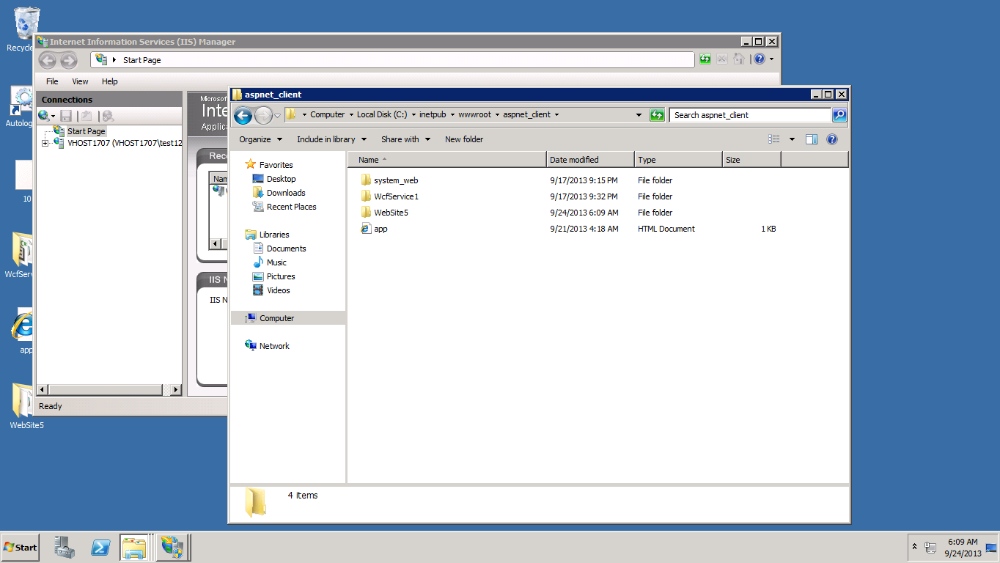 Recycle
Internet Information Services (IIS) Manager
Start Page
File View Help
Connections
Start Page
VHOST1707 (VHOST1707\test12
Microsof
Inte
Applica
Rece
Nam
IIS N
IIS N
Ready
Autolog
10
WcfServ
app
WebSite5
aspnet_client
Computer Local Disk (C:) inetpub wwwroot aspnet_client
Search aspnet_client
Organize Include in library Share with New folder
Favorites
Desktop
Downloads
Recent Places
Libraries
Documents
Music
Pictures
Videos
Computer
Network
Name Date modified Type Size
system_web 9/17/2013 9:15 PM File folder
WcfService1 9/17/2013 9:32 PM File folder
WebSite5 9/24/2013 6:09 AM File folder
app 9/21/2013 4:18 AM HTML Document 1 KB
4 items
Start
6:09 AM
9/24/2013